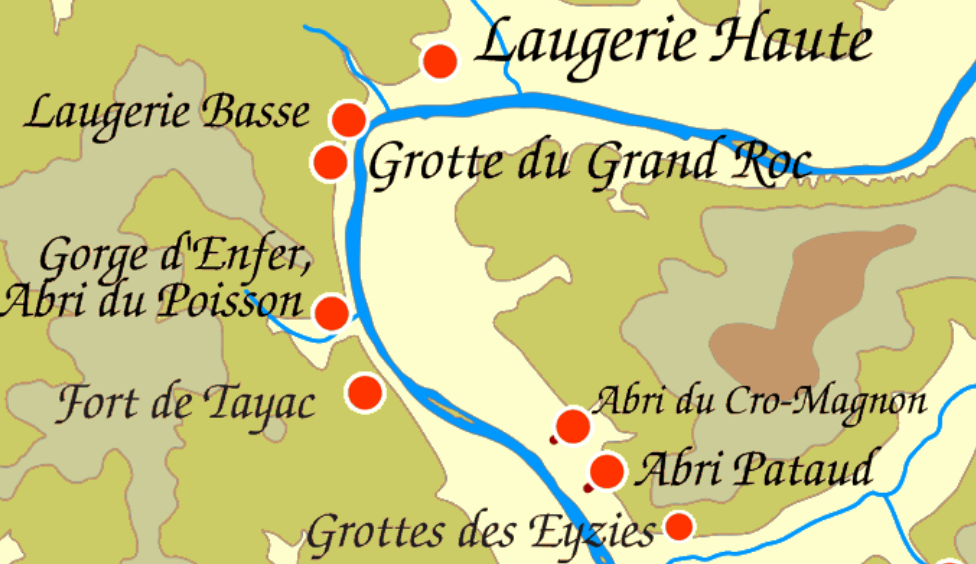 Laugerie Haute
Laugerie Basse
Grotte du Grand Roc
Gorge d'Enfer,
Abri du Poisson
Fort de Tayac
Abri du Cro-Magnon
Abri Pataud
Grottes des Eyzies